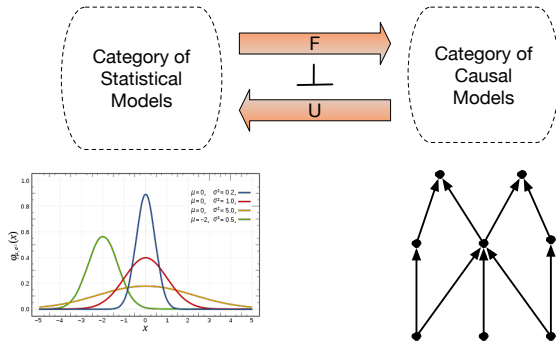 Category of
Statistical
Models
F
⊥
U
Category of
Causal
Models
φμ,σ²(x)
1.0
0.8
0.6
0.4
0.2
0.0
μ=0, σ²=0.2,
μ=0, σ²=1.0,
μ=0, σ²=5.0,
μ=−2, σ²=0.5,
−5 −4 −3 −2 −1 0 1 2 3 4 5
x